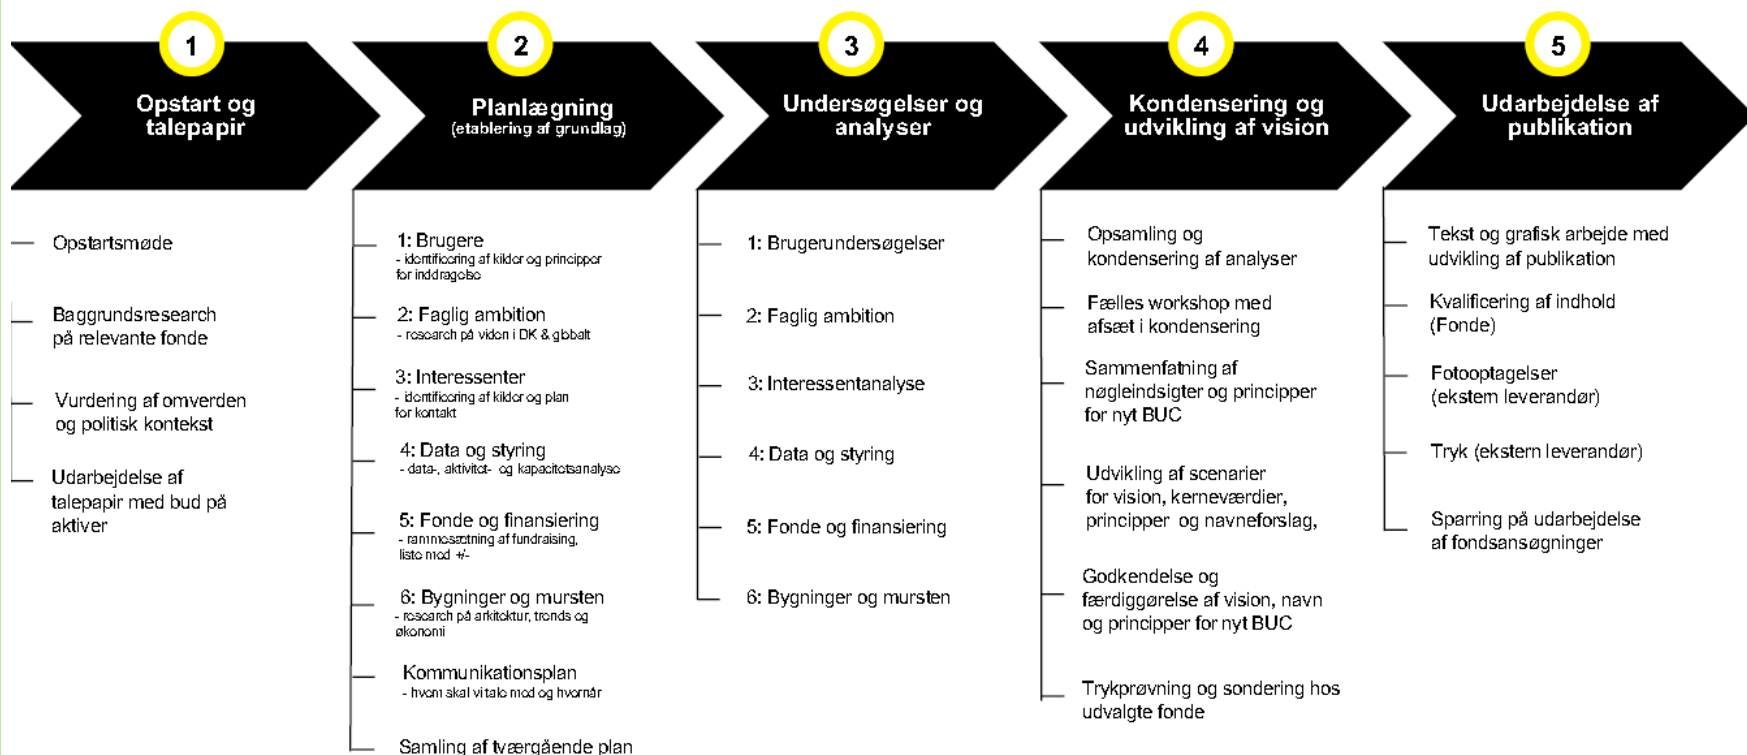 1
Opstart og
talepapir
Opstartsmøde
Baggrundsresearch
på relevante fonde
Vurdering af omverden
og politisk kontekst
Udarbejdelse af
talepapir med bud på
aktiver
2
Planlægning
(etablering af grundlag)
1: Brugere
- identificering af kilder og principper
for inddragelse
2: Faglig ambition
- research på viden i DK & globalt
3: Interessenter
- identificering af kilder og plan
for kontakt
4: Data og styring
- data-, aktivitet- og kapacitetsanalyse
5: Fonde og finansiering
- rammesætning af fundraising,
liste med +/-
6: Bygninger og mursten
- research på arkitektur, trends og
økonomi
Kommunikationsplan
- hvem skal vi tale med og hvornår
Samling af tværgående plan
3
Undersøgelser og
analyser
1: Brugerundersøgelser
2: Faglig ambition
3: Interessentanalyse
4: Data og styring
5: Fonde og finansiering
6: Bygninger og mursten
4
Kondensering og
udvikling af vision
Opsamling og
kondensering af analyser
Fælles workshop med
afsæt i kondensering
Sammenfatning af
nøgleindsigter og principper
for nyt BUC
Udvikling af scenarier
for vision, kerneværdier,
principper og navneforslag,
Godkendelse og
færdiggørelse af vision, navn
og principper for nyt BUC
Trykprøvning og sondering hos
udvalgte fonde
5
Udarbejdelse af
publikation
Tekst og grafisk arbejde med
udvikling af publikation
Kvalificering af indhold
(Fonde)
Fotooptagelser
(ekstern leverandør)
Tryk (ekstern leverandør)
Sparring på udarbejdelse
af fondsansøgninger